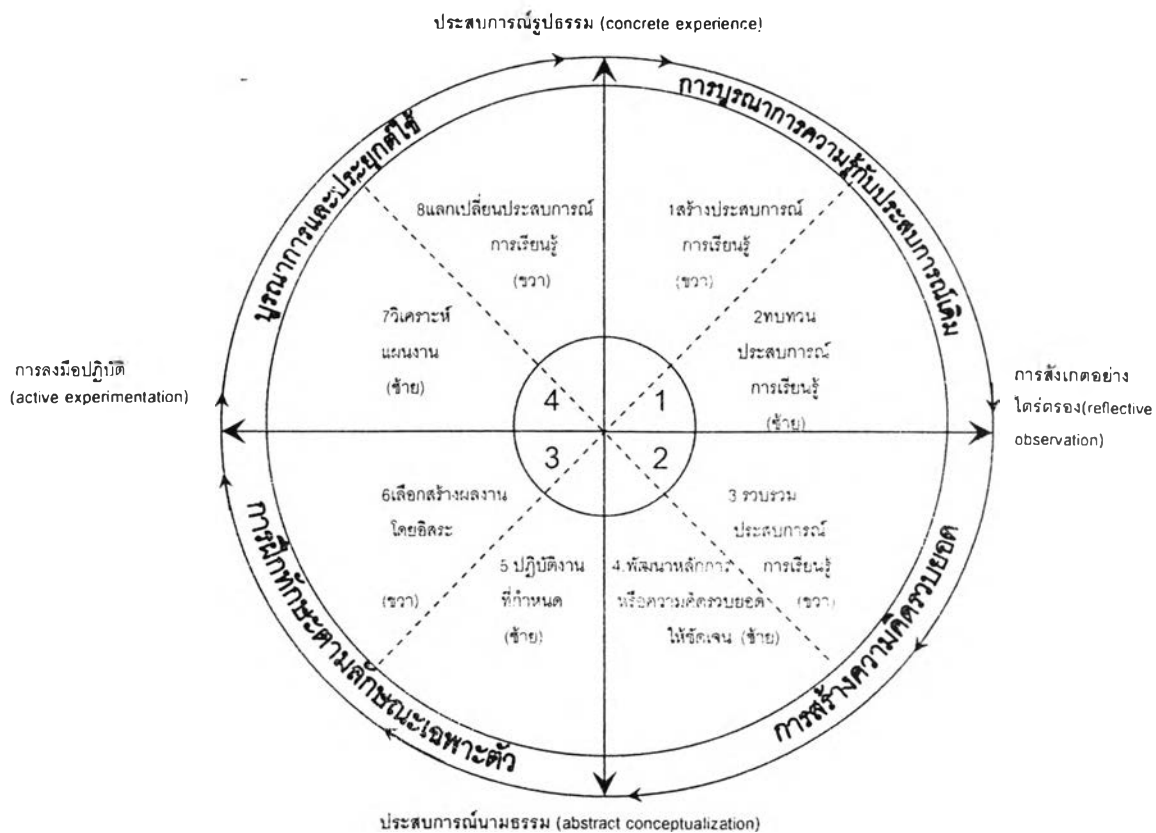 ประสบการณ์รูปธรรม (concrete experience)
การบูรณาการความรู้กับประสบการณ์เดิม
บูรณาการและประยุกต์ใช้
8แลกเปลี่ยนประสบการณ์
การเรียนรู้
(ขวา)
1สร้างประสบการณ์
การเรียนรู้
(ขวา)
7วิเคราะห์
แผนงาน
(ซ้าย)
2ทบทวน
ประสบการณ์
การเรียนรู้
(ซ้าย)
การลงมือปฏิบัติ
(active experimentation)
การสังเกตอย่าง
ไตร่ตรอง(reflective
observation)
4
1
3
2
6เลือกสร้างผลงาน
โดยอิสระ
(ขวา)
5 ปฏิบัติงาน
ที่กำหนด
(ซ้าย)
4.พัฒนาหลักการ
หรือความคิดรวบยอด
ให้ชัดเจน (ซ้าย)
3 รวบรวม
ประสบการณ์
การเรียนรู้
(ขวา)
การฝึกทักษะตามลักษณะเฉพาะตัว
การสร้างความคิดรวบยอด
ประสบการณ์นามธรรม (abstract conceptualization)